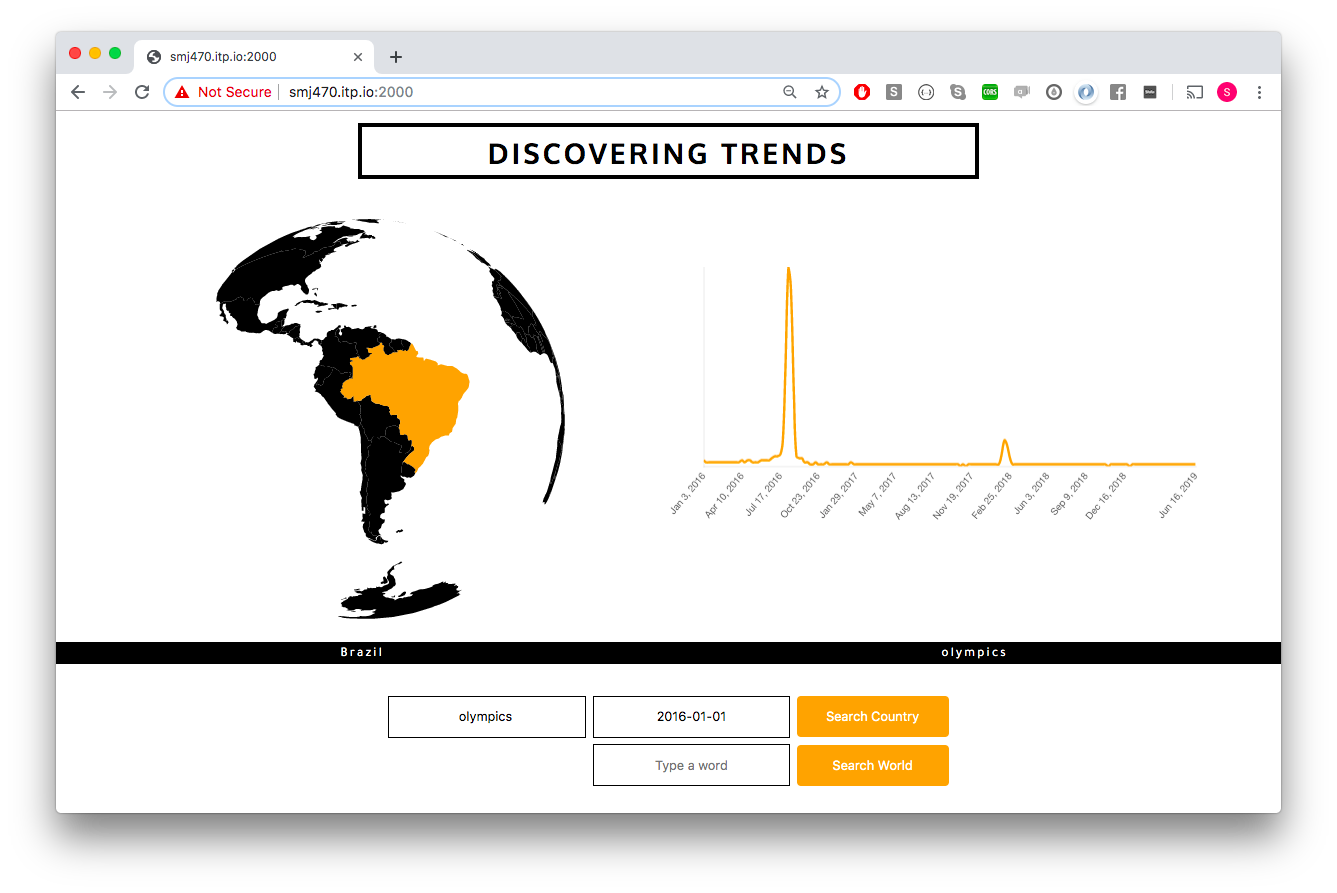 smj470.itp.io:2000
Not Secure smj470.itp.io:2000
S
S
CORS
S
DISCOVERING TRENDS
Jan 3, 2016
Apr 10, 2016
Jul 17, 2016
Oct 23, 2016
Jan 29, 2017
May 7, 2017
Aug 13, 2017
Nov 19, 2017
Feb 25, 2018
Jun 3, 2018
Sep 9, 2018
Dec 16, 2018
Jun 16, 2019
Brazil
olympics
olympics 2016-01-01 Search Country
Type a word Search World